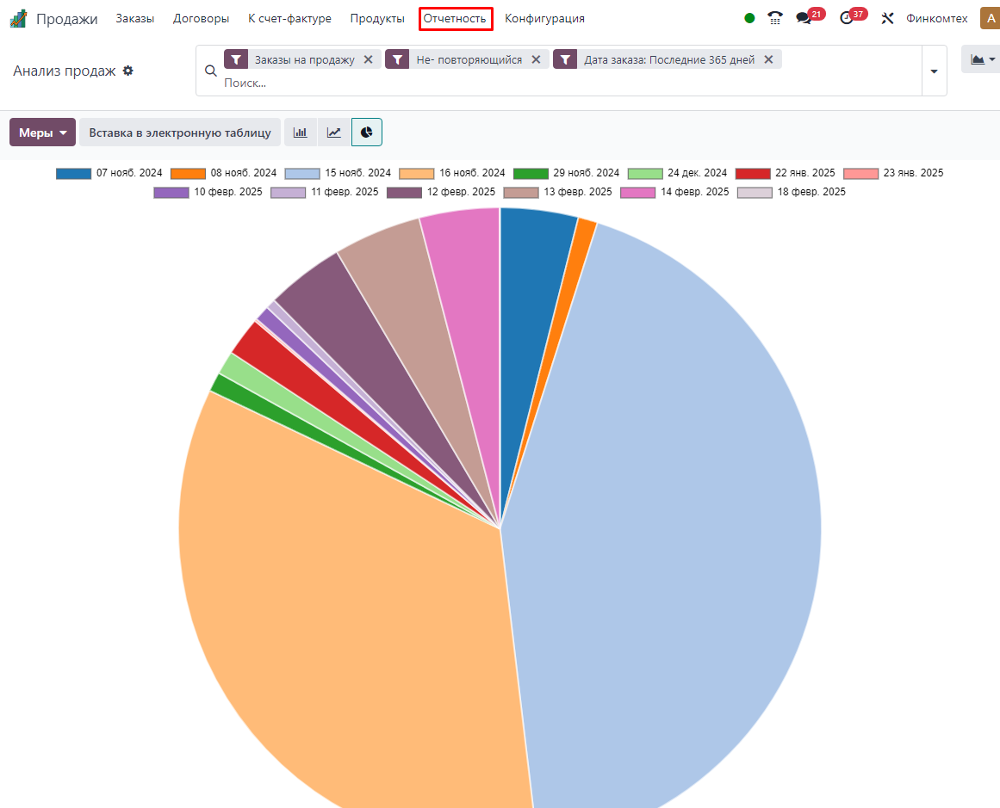 Продажи Заказы Договоры К счет-фактуре Продукты Отчетность Конфигурация 21 37 Финкомтех A
Анализ продаж Заказы на продажу Не- повторяющийся Дата заказа: Последние 365 дней
Поиск...
Меры Вставка в электронную таблицу
07 нояб. 2024 08 нояб. 2024 15 нояб. 2024 16 нояб. 2024 29 нояб. 2024 24 дек. 2024 22 янв. 2025 23 янв. 2025
10 февр. 2025 11 февр. 2025 12 февр. 2025 13 февр. 2025 14 февр. 2025 18 февр. 2025